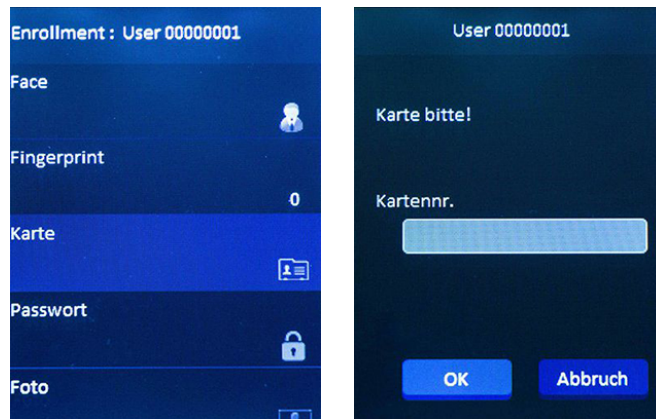 Enrollment : User 00000001
Face
Fingerprint
0
Karte
Passwort
Foto
User 00000001
Karte bitte!
Kartennr.
OK
Abbruch